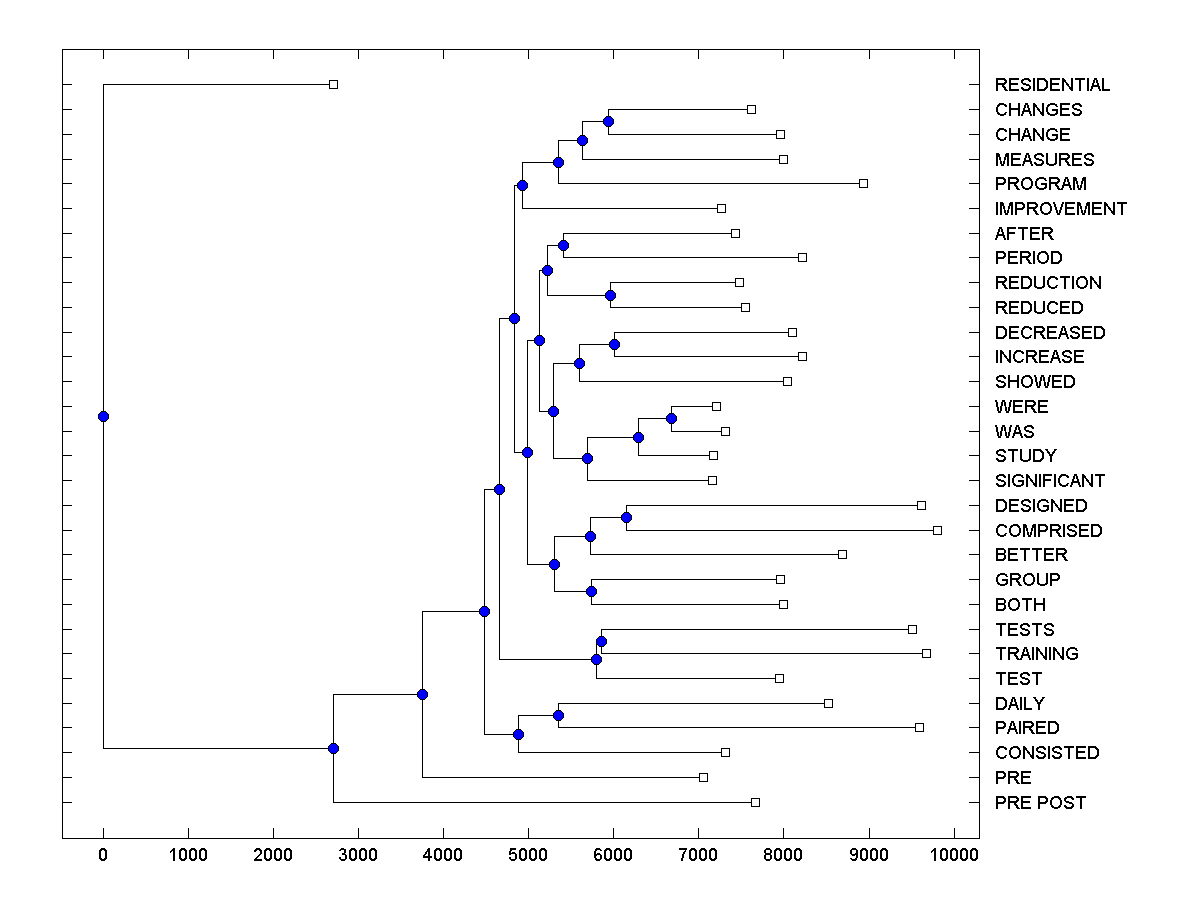 RESIDENTIAL
CHANGES
CHANGE
MEASURES
PROGRAM
IMPROVEMENT
AFTER
PERIOD
REDUCTION
REDUCED
DECREASED
INCREASE
SHOWED
WERE
WAS
STUDY
SIGNIFICANT
DESIGNED
COMPRISED
BETTER
GROUP
BOTH
TESTS
TRAINING
TEST
DAILY
PAIRED
CONSISTED
PRE
PRE POST
0 1000 2000 3000 4000 5000 6000 7000 8000 9000 10000